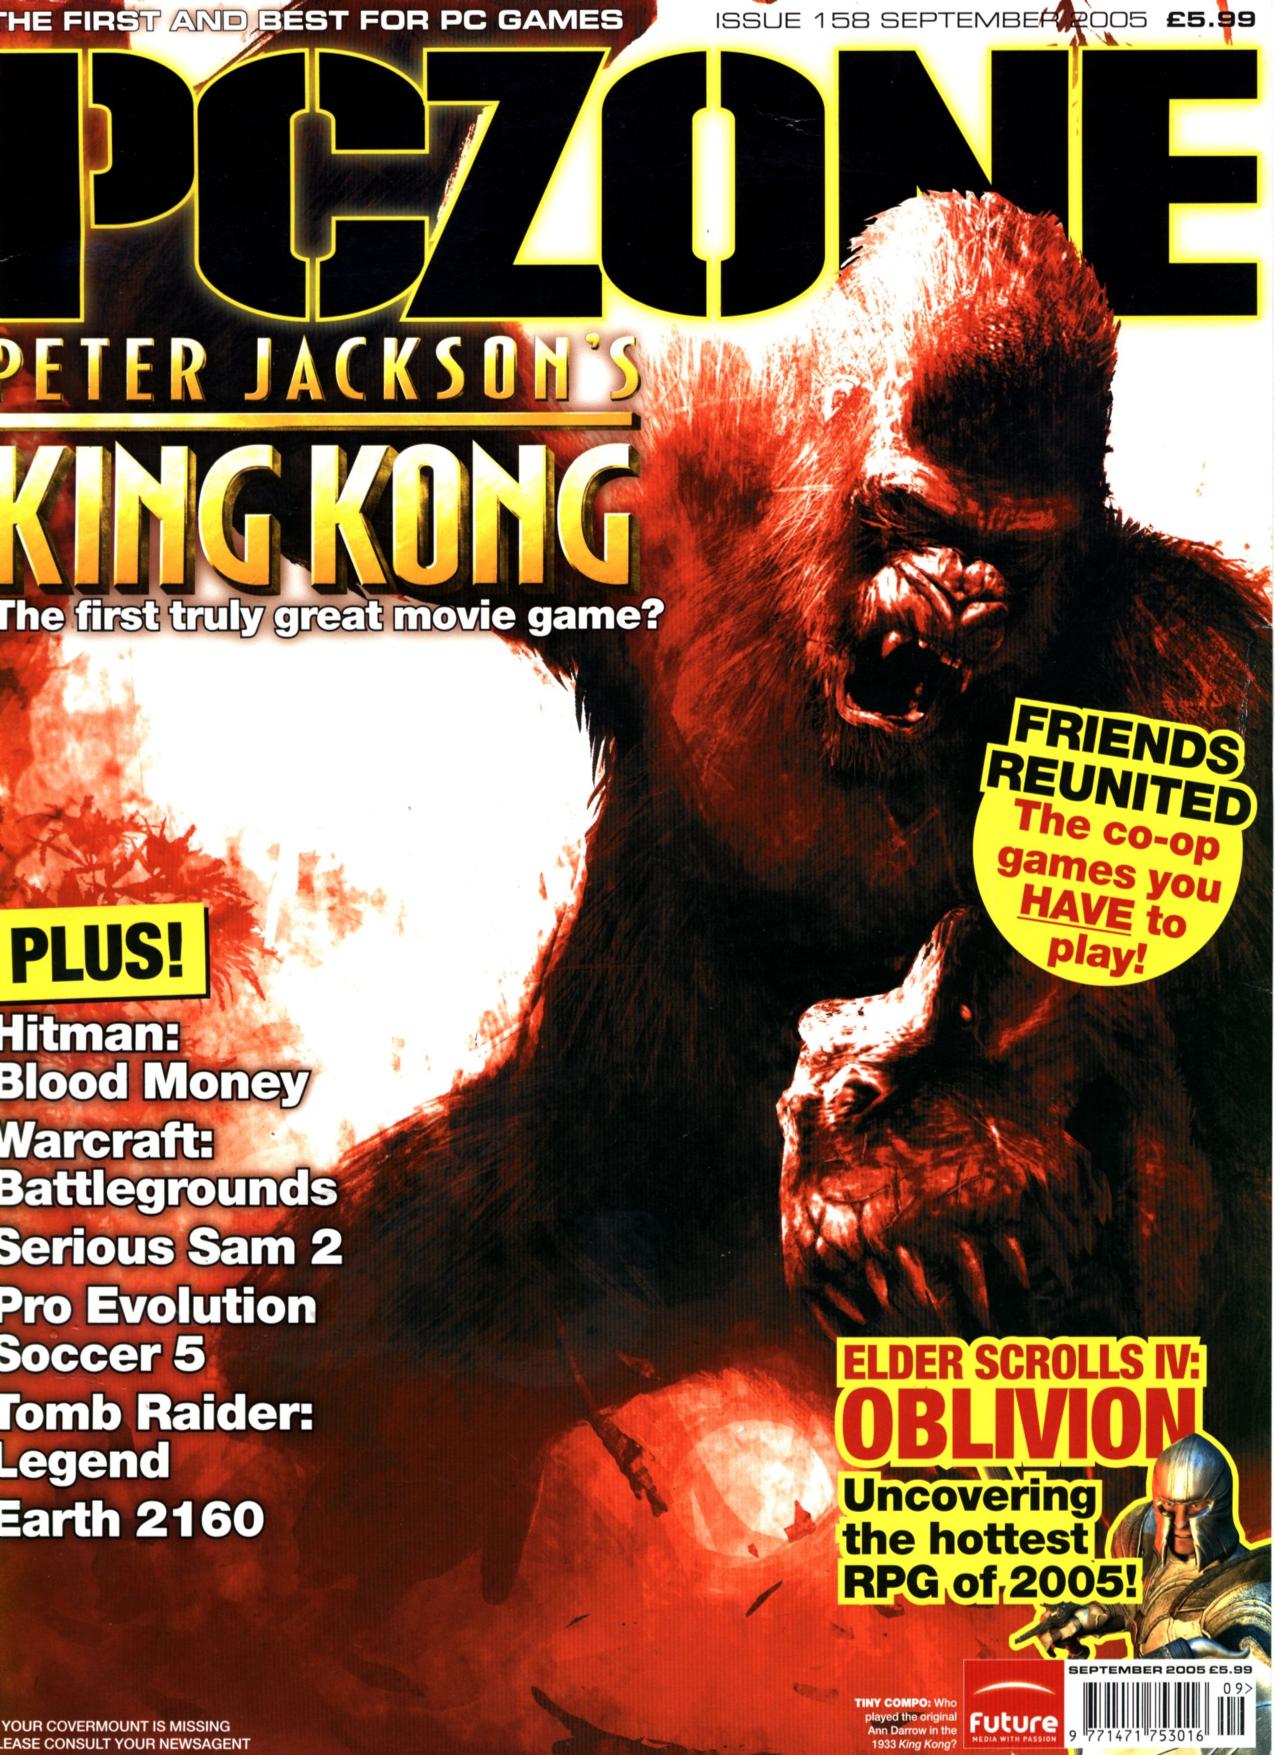 THE FIRST AND BEST FOR PC GAMES
ISSUE 158 SEPTEMBER 2005 £5.99
PCZONE
PETER JACKSON'S
KING KONG
The first truly great movie game?
FRIENDS
REUNITED
The co-op
games you
HAVE to
play!
PLUS!
Hitman:
Blood Money
Warcraft:
Battlegrounds
Serious Sam 2
Pro Evolution
Soccer 5
Tomb Raider:
Legend
Earth 2160
ELDER SCROLLS IV:
OBLIVION
Uncovering
the hottest
RPG of 2005!
YOUR COVERMOUNT IS MISSING
LEASE CONSULT YOUR NEWSAGENT
TINY COMPO: Who
played the original
Ann Darrow in the
1933 King Kong?
Future
MEDIA WITH PASSION
SEPTEMBER 2005 £5.99
09>
9 771471 753016